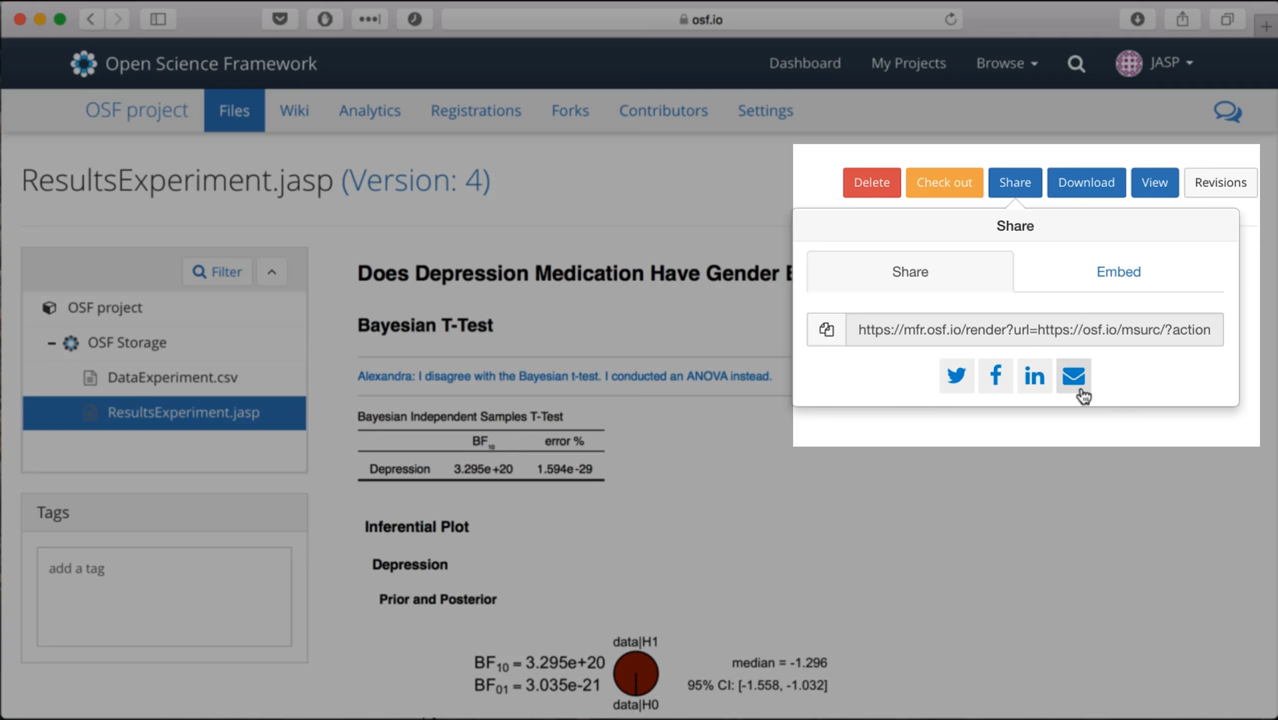 osf.io
Open Science Framework
Dashboard
My Projects
Browse
JASP
OSF project
Files
Wiki
Analytics
Registrations
Forks
Contributors
Settings
ResultsExperiment.jasp (Version: 4)
Delete
Check out
Share
Download
View
Revisions
Share
Share
Embed
https://mfr.osf.io/render?url=https://osf.io/msurc/?action
Filter
OSF project
OSF Storage
DataExperiment.csv
ResultsExperiment.jasp
Tags
add a tag
Does Depression Medication Have Gender
Bayesian T-Test
Alexandra: I disagree with the Bayesian t-test. I conducted an ANOVA instead.
Bayesian Independent Samples T-Test
BF₁₀ error %
Depression 3.295e+20 1.594e-29
Inferential Plot
Depression
Prior and Posterior
data|H1
BF₁₀ = 3.295e+20
BF₀₁ = 3.035e-21
data|H0
median = -1.296
95% CI: [-1.558, -1.032]